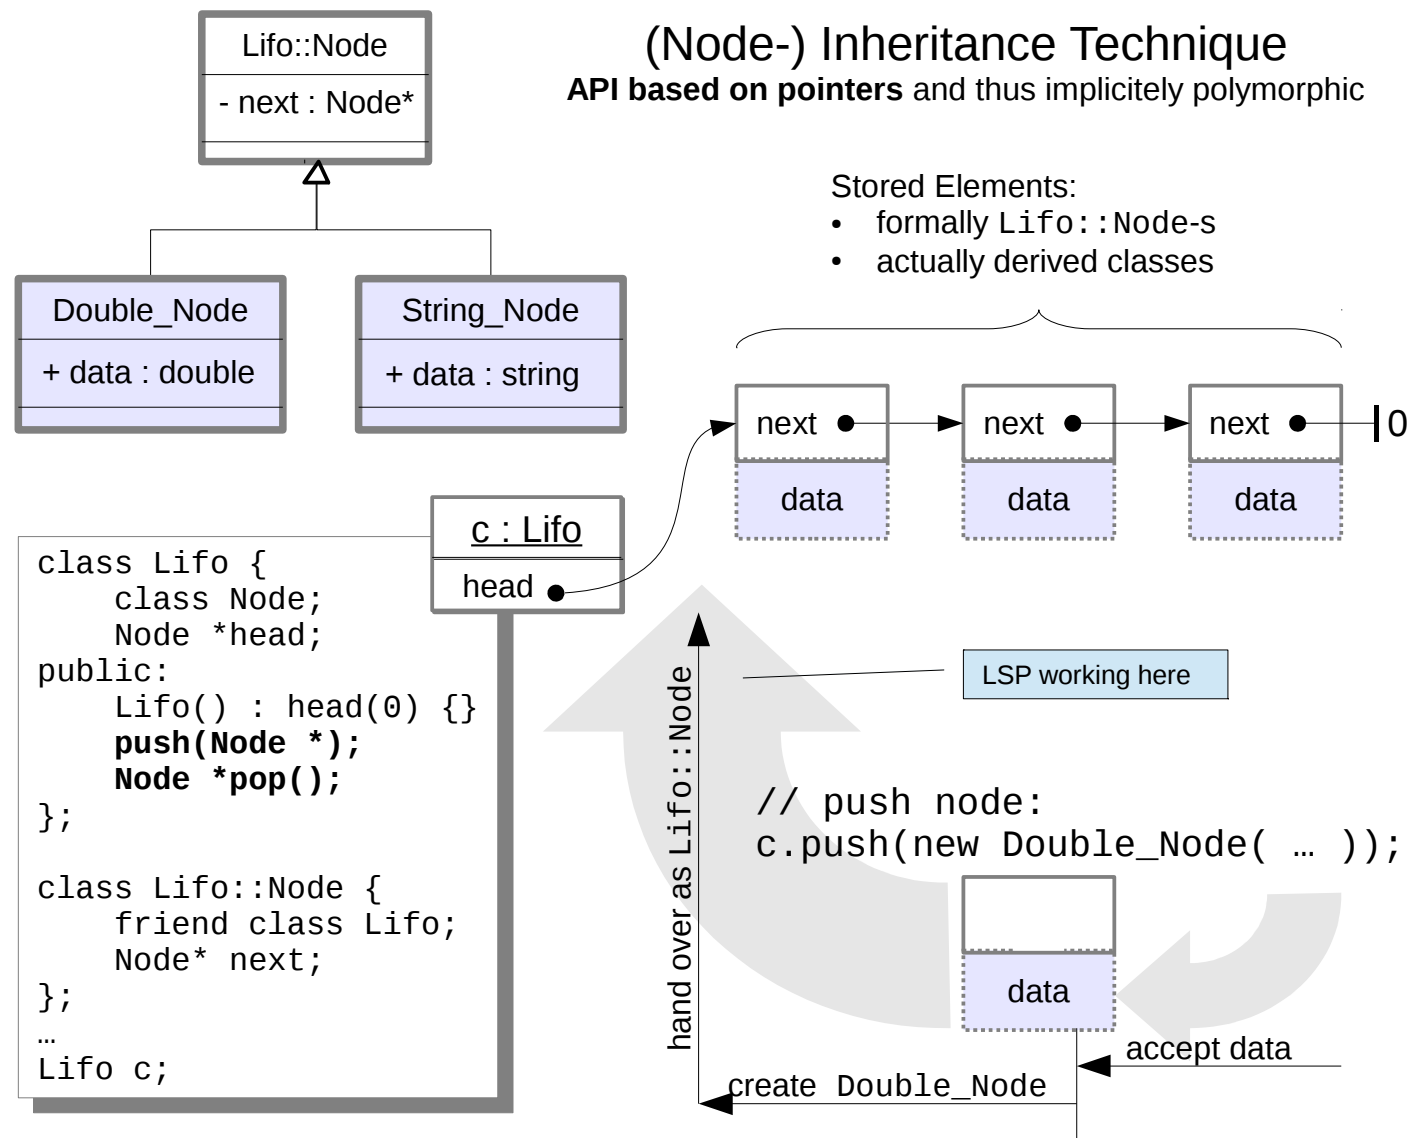 (Node-) Inheritance Technique
API based on pointers and thus implicitely polymorphic
Lifo::Node
- next : Node*
Double_Node
+ data : double
String_Node
+ data : string
Stored Elements:
• formally Lifo::Node-s
• actually derived classes
next
next
next
0
data
data
data
c : Lifo
head
class Lifo {
    class Node;
    Node *head;
public:
    Lifo() : head(0) {}
    push(Node *);
    Node *pop();
};
class Lifo::Node {
    friend class Lifo;
    Node* next;
};
…
Lifo c;
LSP working here
hand over as Lifo::Node
// push node:
c.push(new Double_Node( … ));
data
accept data
create Double_Node